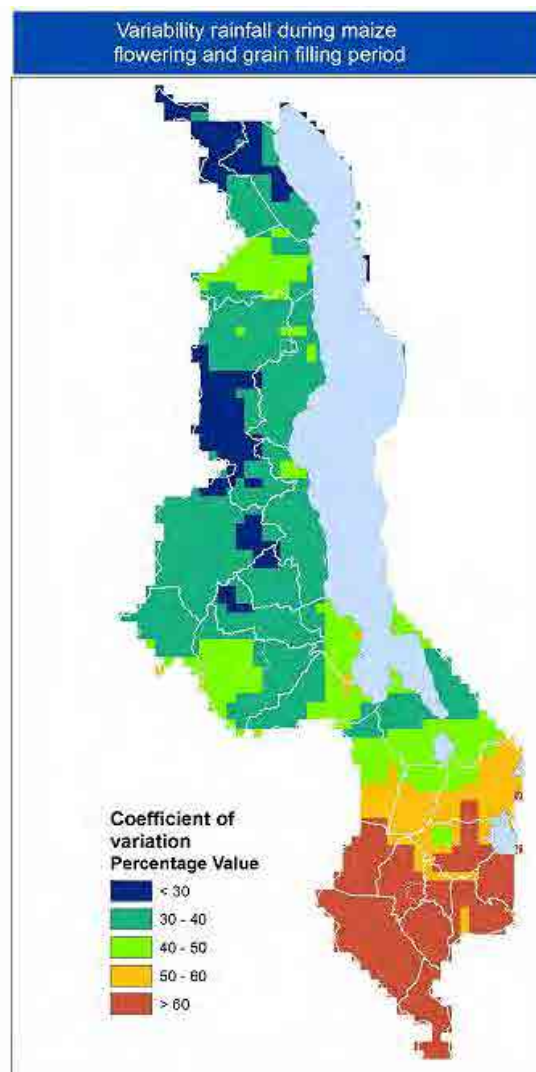 Variability rainfall during maize
flowering and grain filling period
Coefficient of
variation
Percentage Value
< 30
30 - 40
40 - 50
50 - 60
> 60